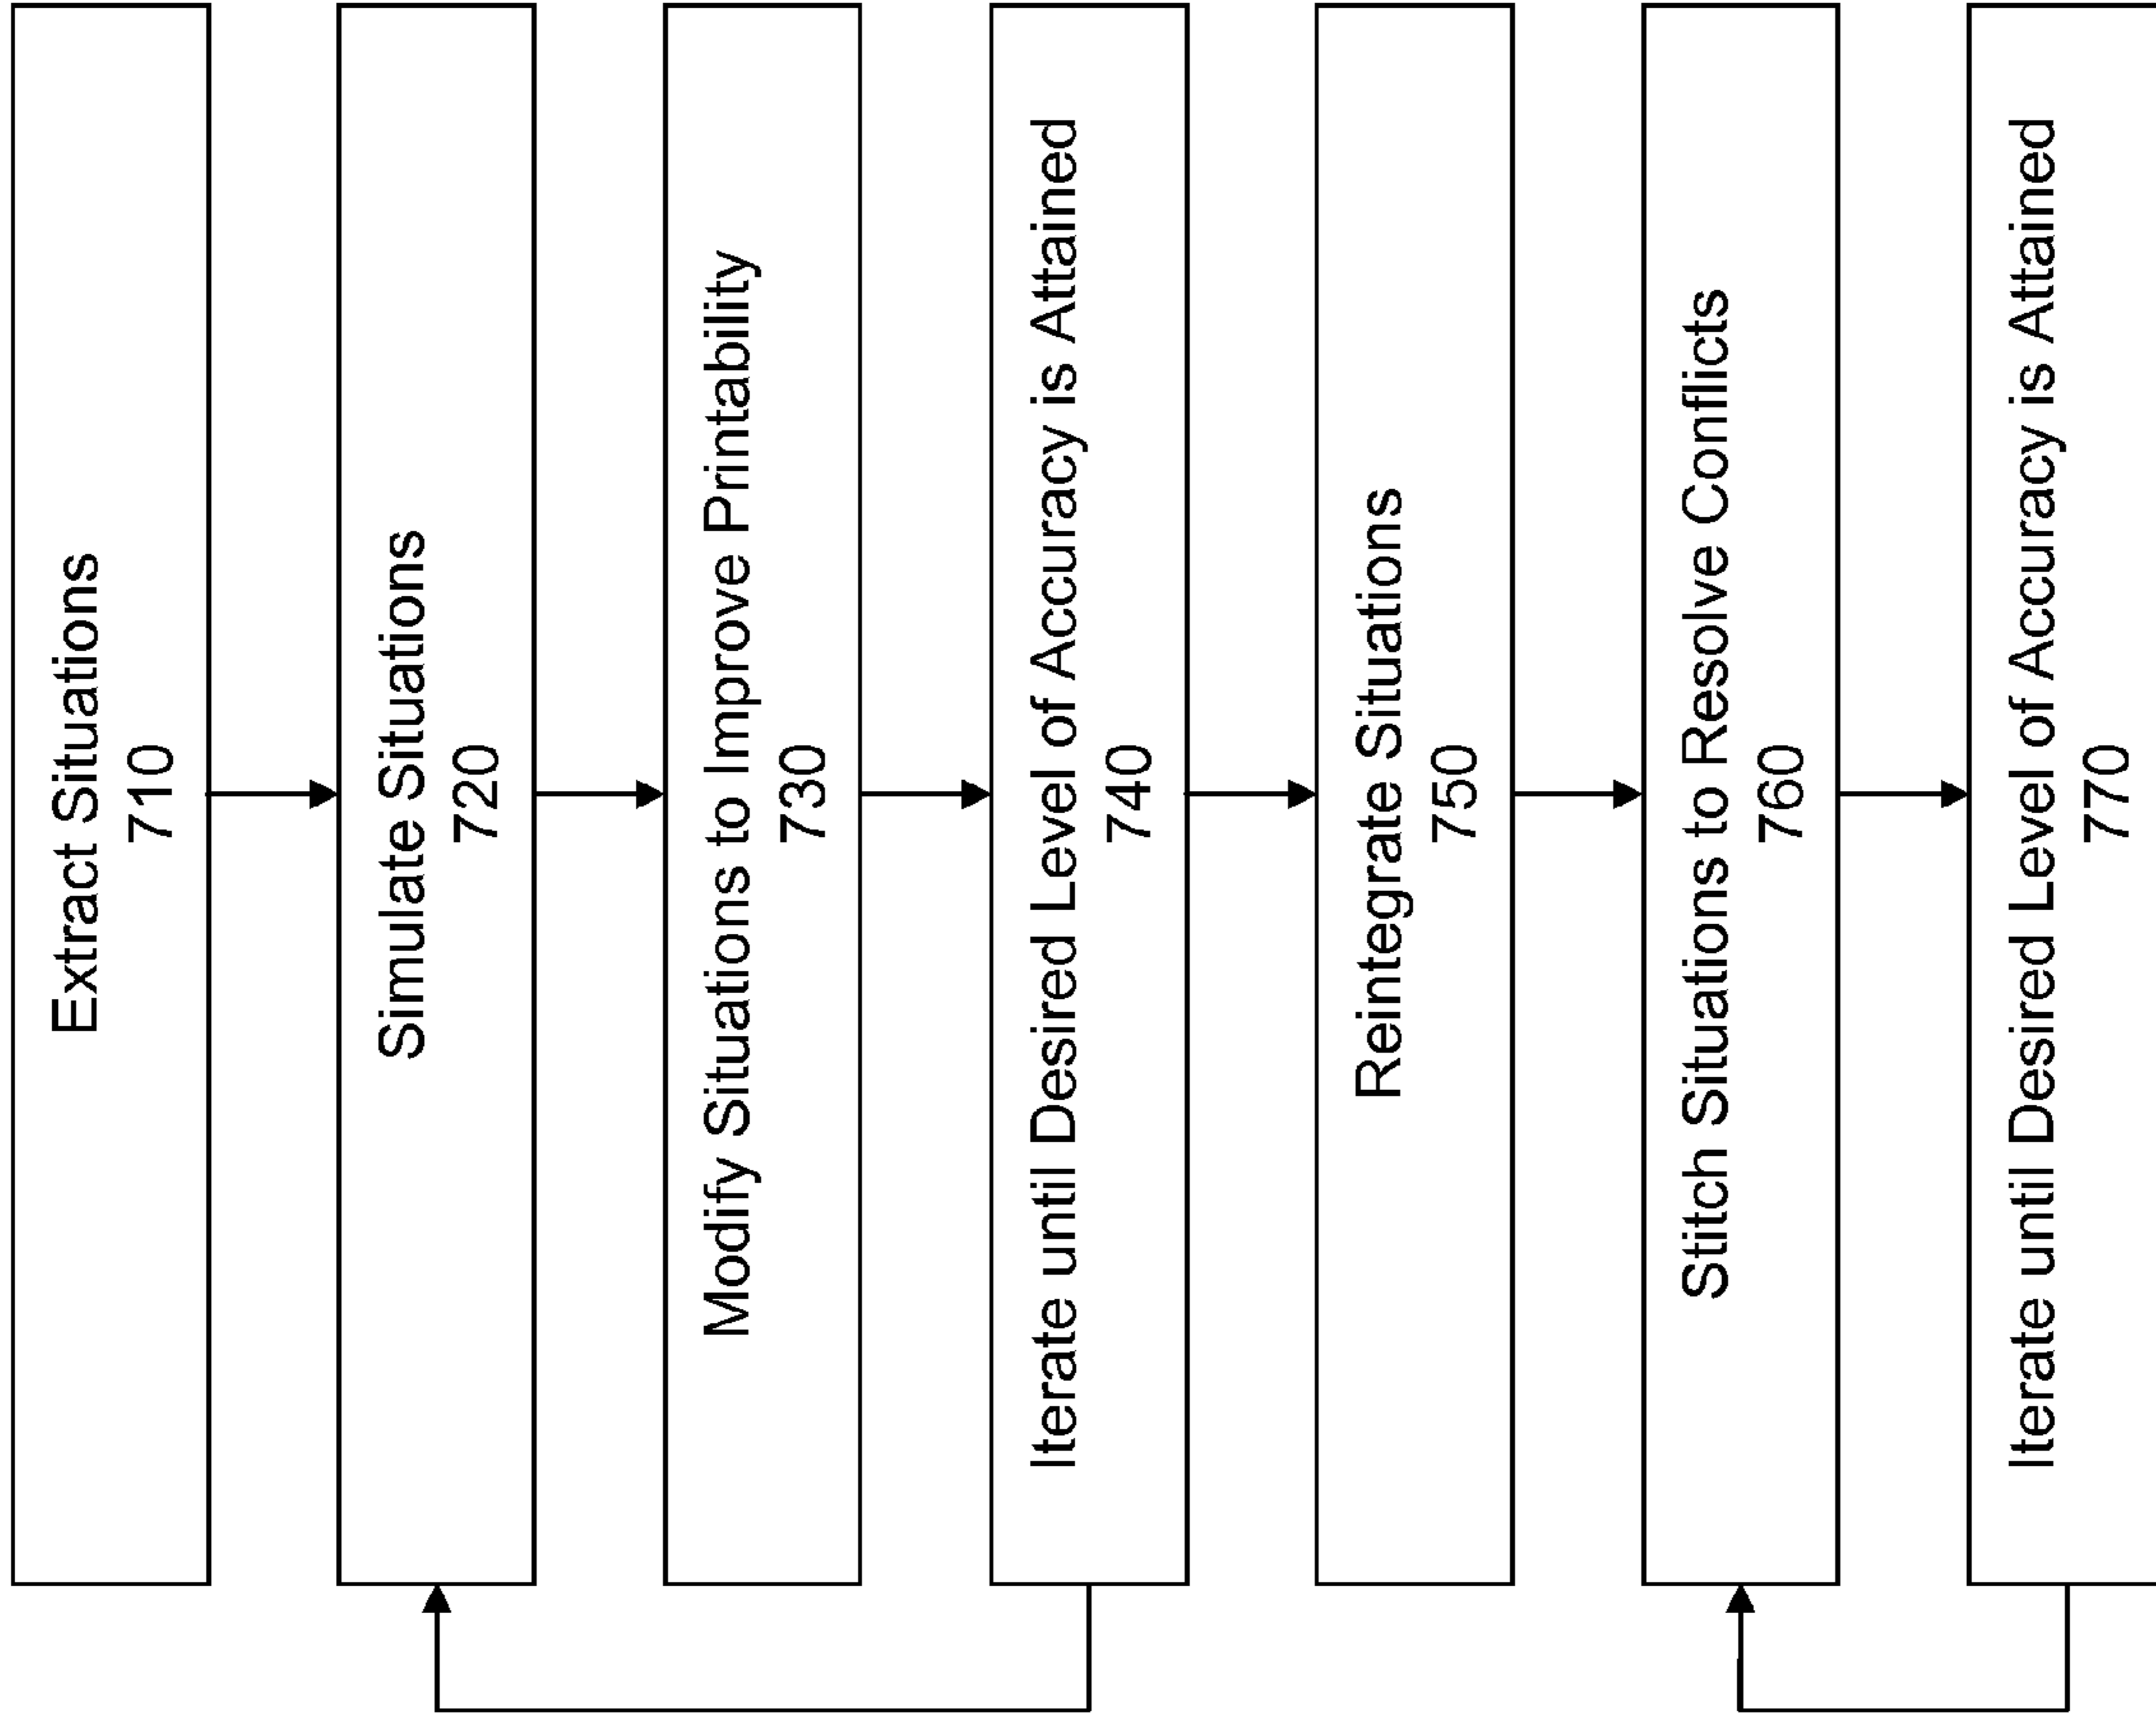 Extract Situations
710
Simulate Situations
720
Modify Situations to Improve Printability
730
Iterate until Desired Level of Accuracy is Attained
740
Reintegrate Situations
750
Stitch Situations to Resolve Conflicts
760
Iterate until Desired Level of Accuracy is Attained
770